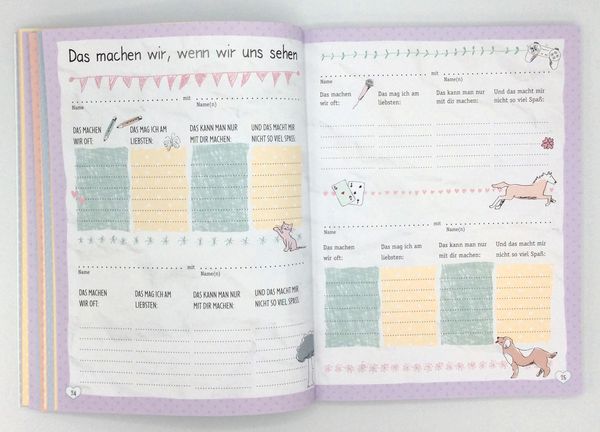 Das machen wir, wenn wir uns sehen
mit
Name
Name(n)
DAS MACHEN WIR OFT:
DAS MAG ICH AM LIEBSTEN:
DAS KANN MAN NUR MIT DIR MACHEN:
UND DAS MACHT MIR NICHT SO VIEL SPASS:
mit
Name
Name(n)
DAS MACHEN WIR OFT:
DAS MAG ICH AM LIEBSTEN:
DAS KANN MAN NUR MIT DIR MACHEN:
UND DAS MACHT MIR NICHT SO VIEL SPASS:
14
mit
Name
Name(n)
Das machen wir oft:
Das mag ich am liebsten:
Das kann man nur mit dir machen:
Und das macht mir nicht so viel Spaß:
mit
Name
Name(n)
Das machen wir oft:
Das mag ich am liebsten:
Das kann man nur mit dir machen:
Und das macht mir nicht so viel Spaß:
15